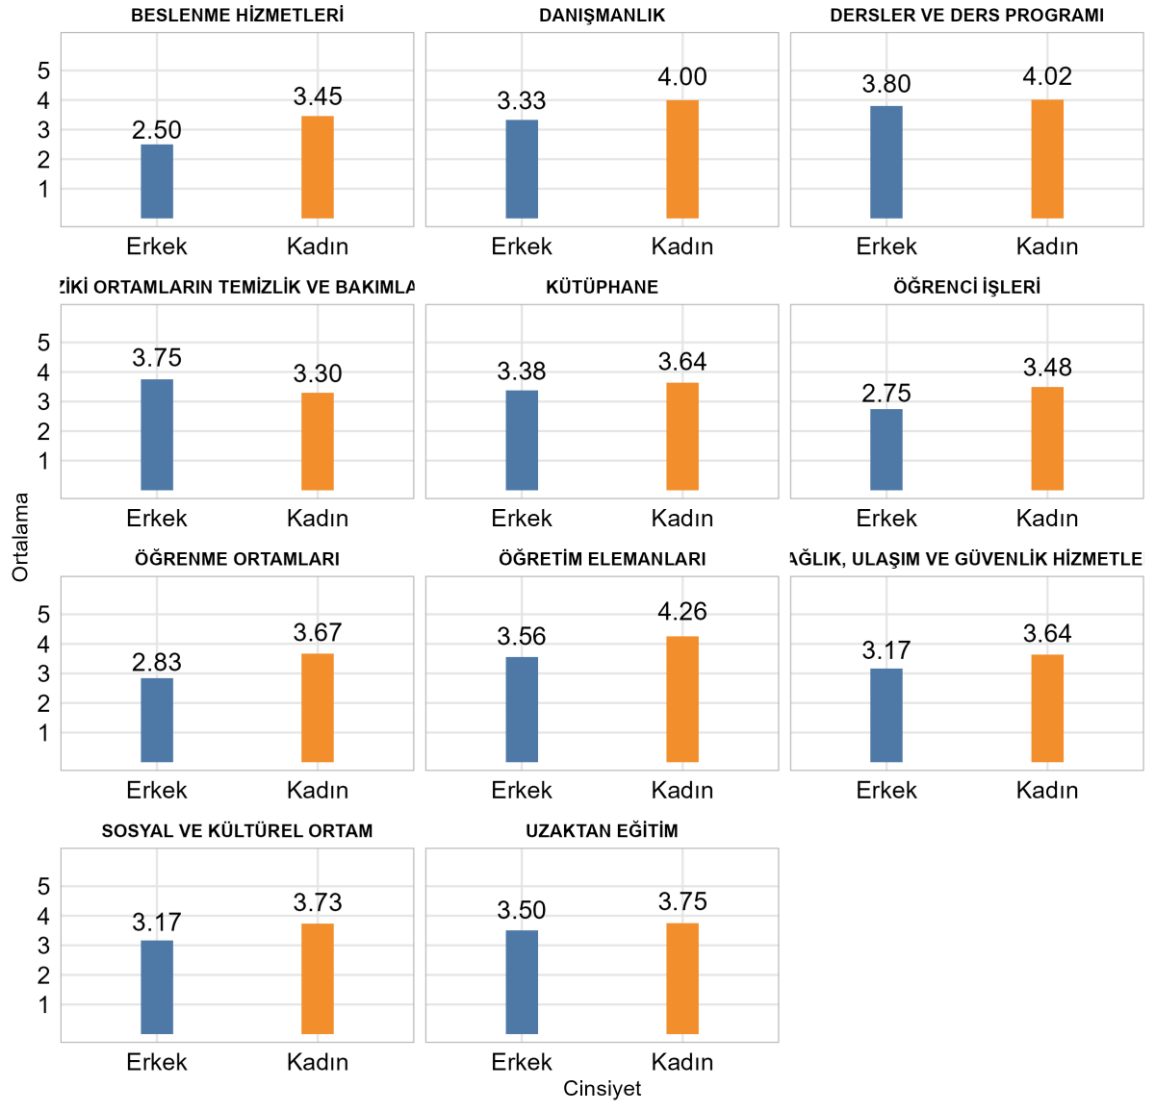 BESLENME HİZMETLERİ
5
4
3
2
1
2.50
3.45
Erkek
Kadın
DANIŞMANLIK
3.33
4.00
Erkek
Kadın
DERSLER VE DERS PROGRAMI
3.80
4.02
Erkek
Kadın
ZİKİ ORTAMLARIN TEMİZLİK VE BAKIMLA
5
4
3
2
1
3.75
3.30
Erkek
Kadın
KÜTÜPHANE
3.38
3.64
Erkek
Kadın
ÖĞRENCİ İŞLERİ
2.75
3.48
Erkek
Kadın
Ortalama
ÖĞRENME ORTAMLARI
5
4
3
2
1
2.83
3.67
Erkek
Kadın
ÖĞRETİM ELEMANLARI
3.56
4.26
Erkek
Kadın
AĞLIK, ULAŞIM VE GÜVENLİK HİZMETLE
3.17
3.64
Erkek
Kadın
SOSYAL VE KÜLTÜREL ORTAM
5
4
3
2
1
3.17
3.73
Erkek
Kadın
UZAKTAN EĞİTİM
3.50
3.75
Erkek
Kadın
Cinsiyet